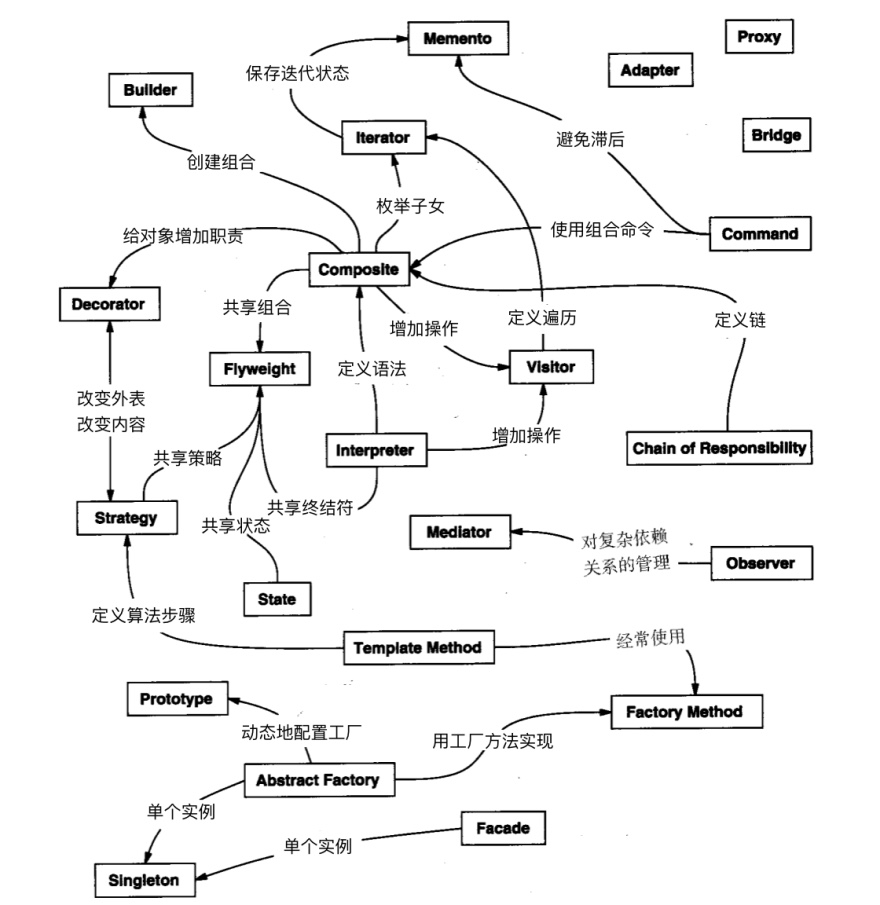 Memento
Proxy
Adapter
保存迭代状态
Builder
Iterator
避免滞后
Bridge
创建组合
枚举子女
给对象增加职责
使用组合命令
Command
Composite
Decorator
共享组合
增加操作
定义遍历
定义链
Flyweight
定义语法
Visitor
改变外表
改变内容
增加操作
Interpreter
Chain of Responsibility
共享策略
共享终结符
Strategy
共享状态
Mediator
对复杂依赖
关系的管理
Observer
State
定义算法步骤
Template Method
经常使用
Prototype
Factory Method
动态地配置工厂
用工厂方法实现
Abstract Factory
单个实例
Facade
单个实例
Singleton